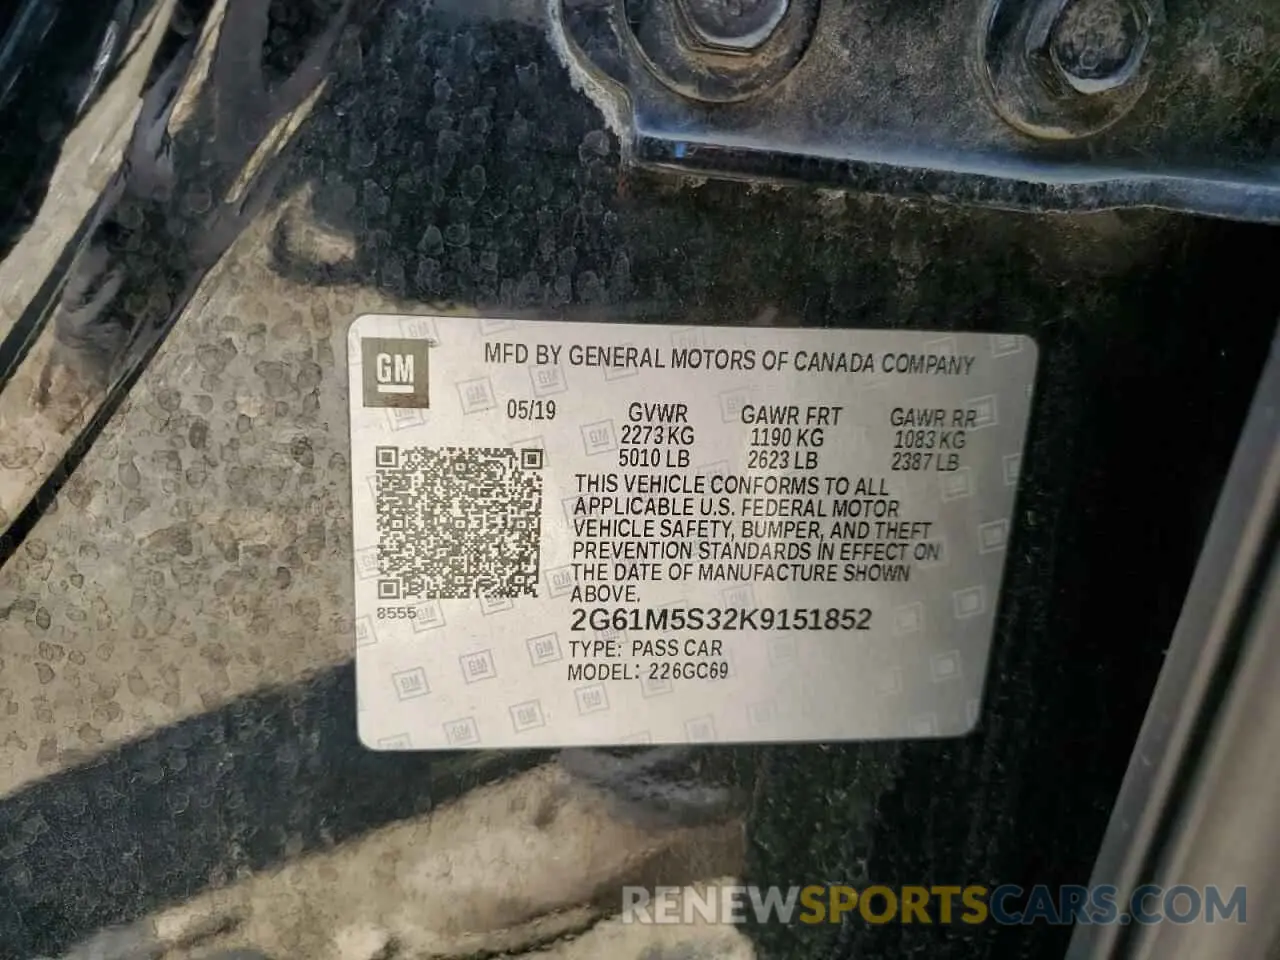 GM
MFD BY GENERAL MOTORS OF CANADA COMPANY
05/19 GVWR GAWR FRT GAWR RR
2273 KG 1190 KG 1083 KG
5010 LB 2623 LB 2387 LB
THIS VEHICLE CONFORMS TO ALL
APPLICABLE U.S. FEDERAL MOTOR
VEHICLE SAFETY, BUMPER, AND THEFT
PREVENTION STANDARDS IN EFFECT ON
THE DATE OF MANUFACTURE SHOWN
ABOVE.
8555
2G61M5S32K9151852
TYPE: PASS CAR
MODEL: 226GC69
RENEWSPORTSCARS.COM